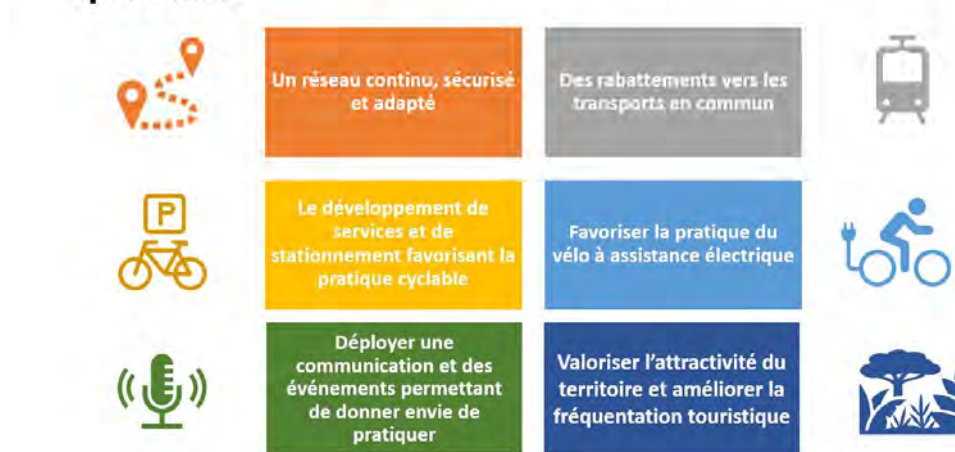 Un réseau continu, sécurisé
et adapté
Des rabattements vers les
transports en commun
P
Le développement de
services et de
stationnement favorisant la
pratique cyclable
Favoriser la pratique du
vélo à assistance électrique
Déployer une
communication et des
événements permettant
de donner envie de
pratiquer
Valoriser l'attractivité du
territoire et améliorer la
fréquentation touristique